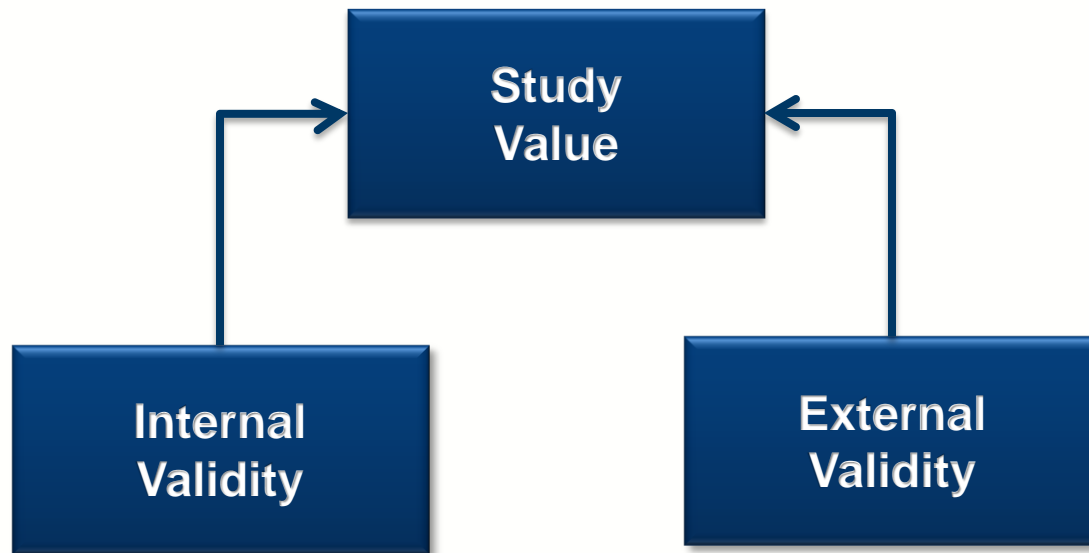 Study
Value
Internal
Validity
External
Validity